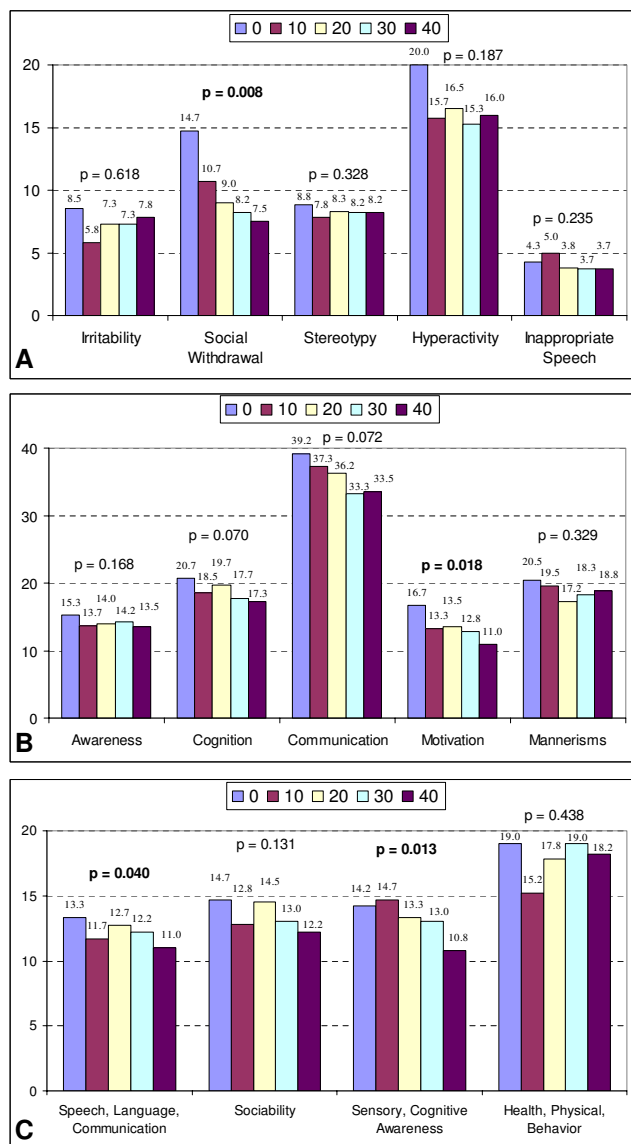 0 10 20 30 40
20
15
10
5
0
p = 0.618
8.5 5.8 7.3 7.3 7.8
p = 0.008
14.7 10.7 9.0 8.2 7.5
p = 0.328
8.8 7.8 8.3 8.2 8.2
p = 0.187
20.0 15.7 16.5 15.3 16.0
p = 0.235
4.3 5.0 3.8 3.7 3.7
Irritability
Social
Withdrawal
Stereotypy
Hyperactivity
Inappropriate
Speech
A
0 10 20 30 40
40
30
20
10
0
p = 0.168
15.3 13.7 14.0 14.2 13.5
p = 0.070
20.7 18.5 19.7 17.7 17.3
p = 0.072
39.2 37.3 36.2 33.3 33.5
p = 0.018
16.7 13.3 13.5 12.8 11.0
p = 0.329
20.5 19.5 17.2 18.3 18.8
Awareness
Cognition
Communication
Motivation
Mannerisms
B
0 10 20 30 40
20
15
10
5
0
p = 0.040
13.3 11.7 12.7 12.2 11.0
p = 0.131
14.7 12.8 14.5 13.0 12.2
p = 0.013
14.2 14.7 13.3 13.0 10.8
p = 0.438
19.0 15.2 17.8 19.0 18.2
Speech, Language,
Communication
Sociability
Sensory, Cognitive
Awareness
Health, Physical,
Behavior
C